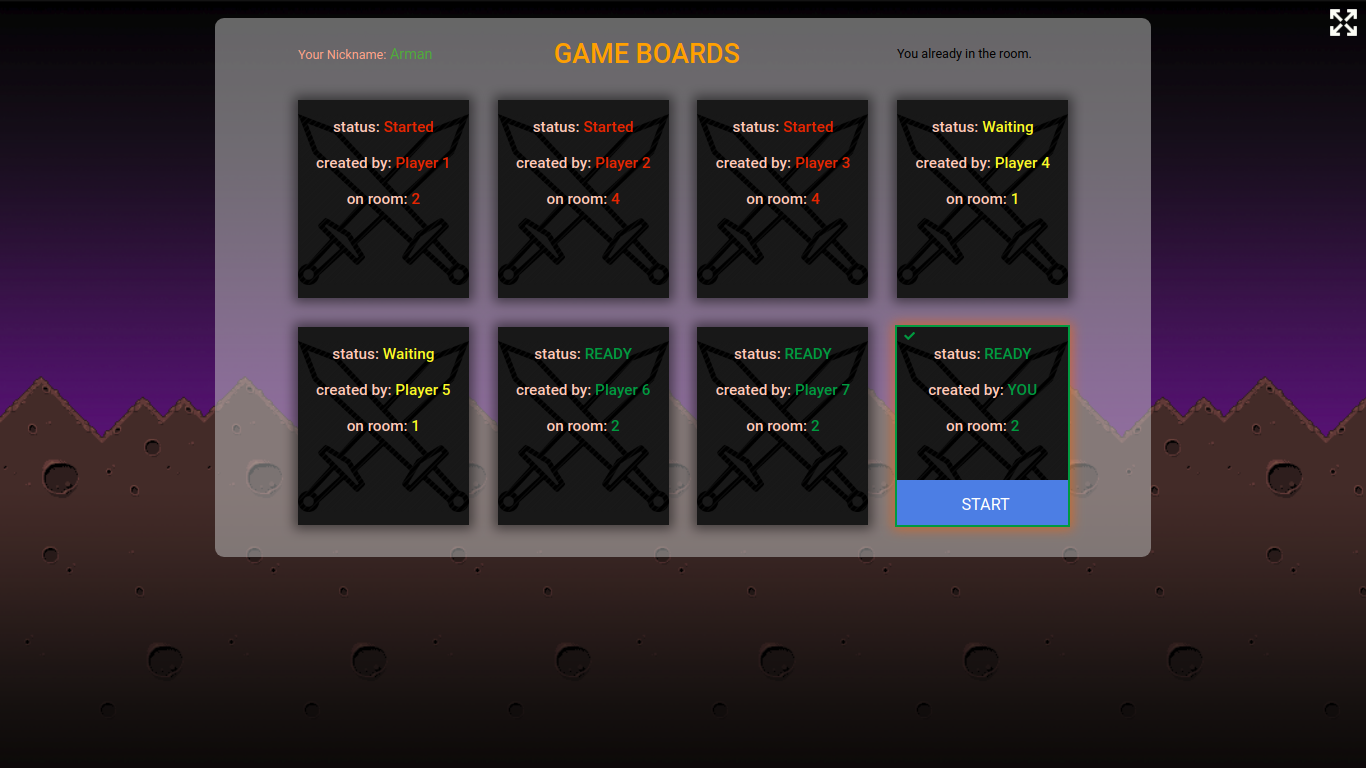 Your Nickname: Arman
GAME BOARDS
You already in the room.
status: Started
created by: Player 1
on room: 2
status: Started
created by: Player 2
on room: 4
status: Started
created by: Player 3
on room: 4
status: Waiting
created by: Player 4
on room: 1
status: Waiting
created by: Player 5
on room: 1
status: READY
created by: Player 6
on room: 2
status: READY
created by: Player 7
on room: 2
status: READY
created by: YOU
on room: 2
START